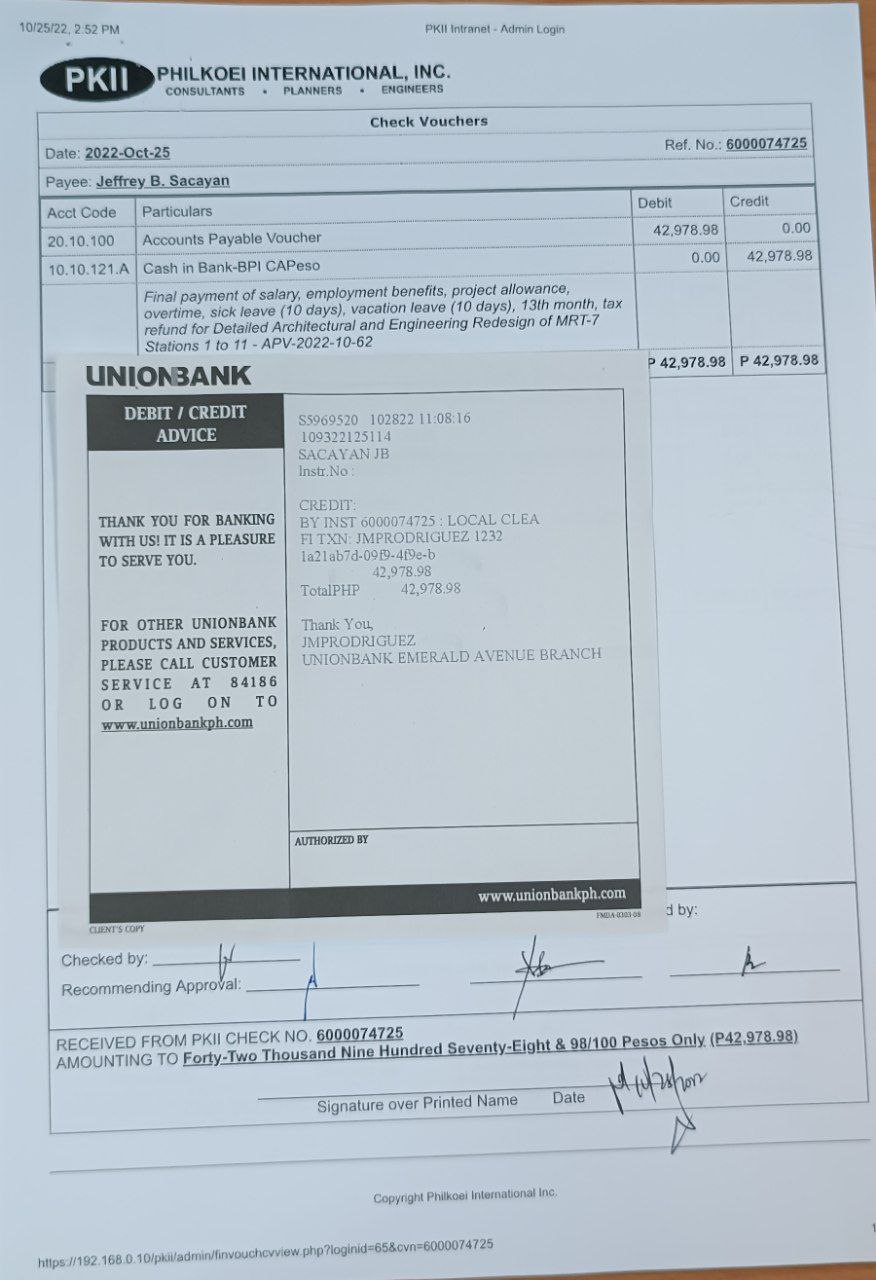 10/25/22, 2:52 PM
PKII Intranet - Admin Login
PKII PHILKOEI INTERNATIONAL, INC.
CONSULTANTS • PLANNERS • ENGINEERS
Check Vouchers
Date: 2022-Oct-25
Ref. No.: 6000074725
Payee: Jeffrey B. Sacayan
Acct Code Particulars Debit Credit
20.10.100 Accounts Payable Voucher 42,978.98 0.00
10.10.121.A Cash in Bank-BPI CAPeso 0.00 42,978.98
Final payment of salary, employment benefits, project allowance,
overtime, sick leave (10 days), vacation leave (10 days), 13th month, tax
refund for Detailed Architectural and Engineering Redesign of MRT-7
Stations 1 to 11 - APV-2022-10-62
P 42,978.98 P 42,978.98
UNIONBANK
DEBIT / CREDIT
ADVICE
THANK YOU FOR BANKING
WITH US! IT IS A PLEASURE
TO SERVE YOU.
FOR OTHER UNIONBANK
PRODUCTS AND SERVICES,
PLEASE CALL CUSTOMER
SERVICE AT 84186
OR LOG ON TO
www.unionbankph.com
S5969520 102822 11:08:16
109322125114
SACAYAN JB
Instr.No :
CREDIT:
BY INST 6000074725 : LOCAL CLEA
FI TXN: JMPRODRIGUEZ 1232
1a21ab7d-09f9-4f9e-b
42,978.98
TotalPHP 42,978.98
Thank You,
JMPRODRIGUEZ
UNIONBANK EMERALD AVENUE BRANCH
AUTHORIZED BY
www.unionbankph.com
CLIENT'S COPY
FMDA-0303-08
d by:
Checked by:
Recommending Approval:
RECEIVED FROM PKII CHECK NO. 6000074725
AMOUNTING TO Forty-Two Thousand Nine Hundred Seventy-Eight & 98/100 Pesos Only (P42,978.98)
Signature over Printed Name Date
Copyright Philkoei International Inc.
https://192.168.0.10/pkii/admin/finvouchcvview.php?loginid=65&cvn=6000074725